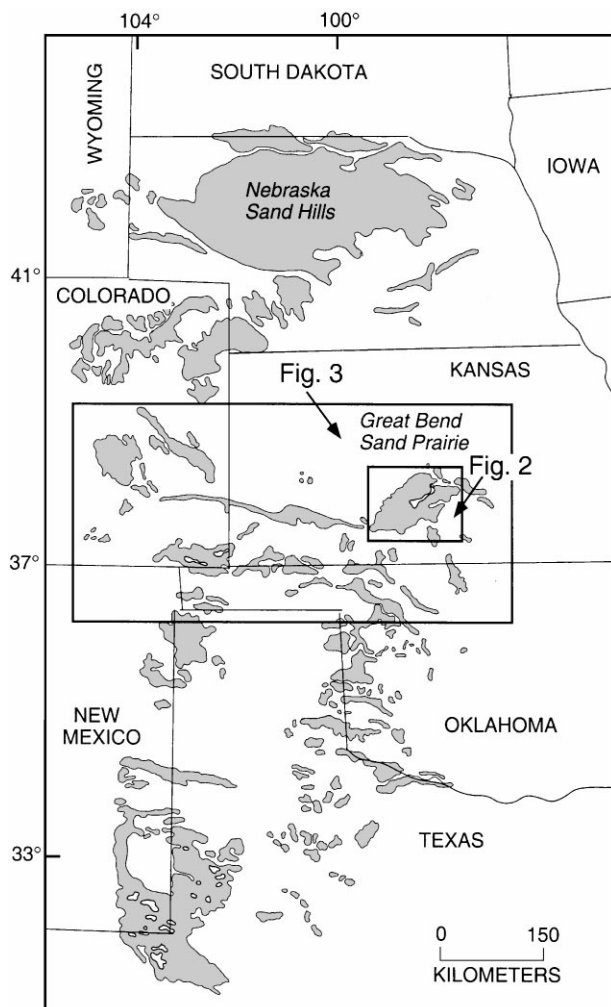 104°
100°
SOUTH DAKOTA
WYOMING
IOWA
Nebraska
Sand Hills
41°
COLORADO
KANSAS
Fig. 3
Great Bend
Sand Prairie
Fig. 2
37°
NEW
MEXICO
OKLAHOMA
TEXAS
33°
0
150
KILOMETERS